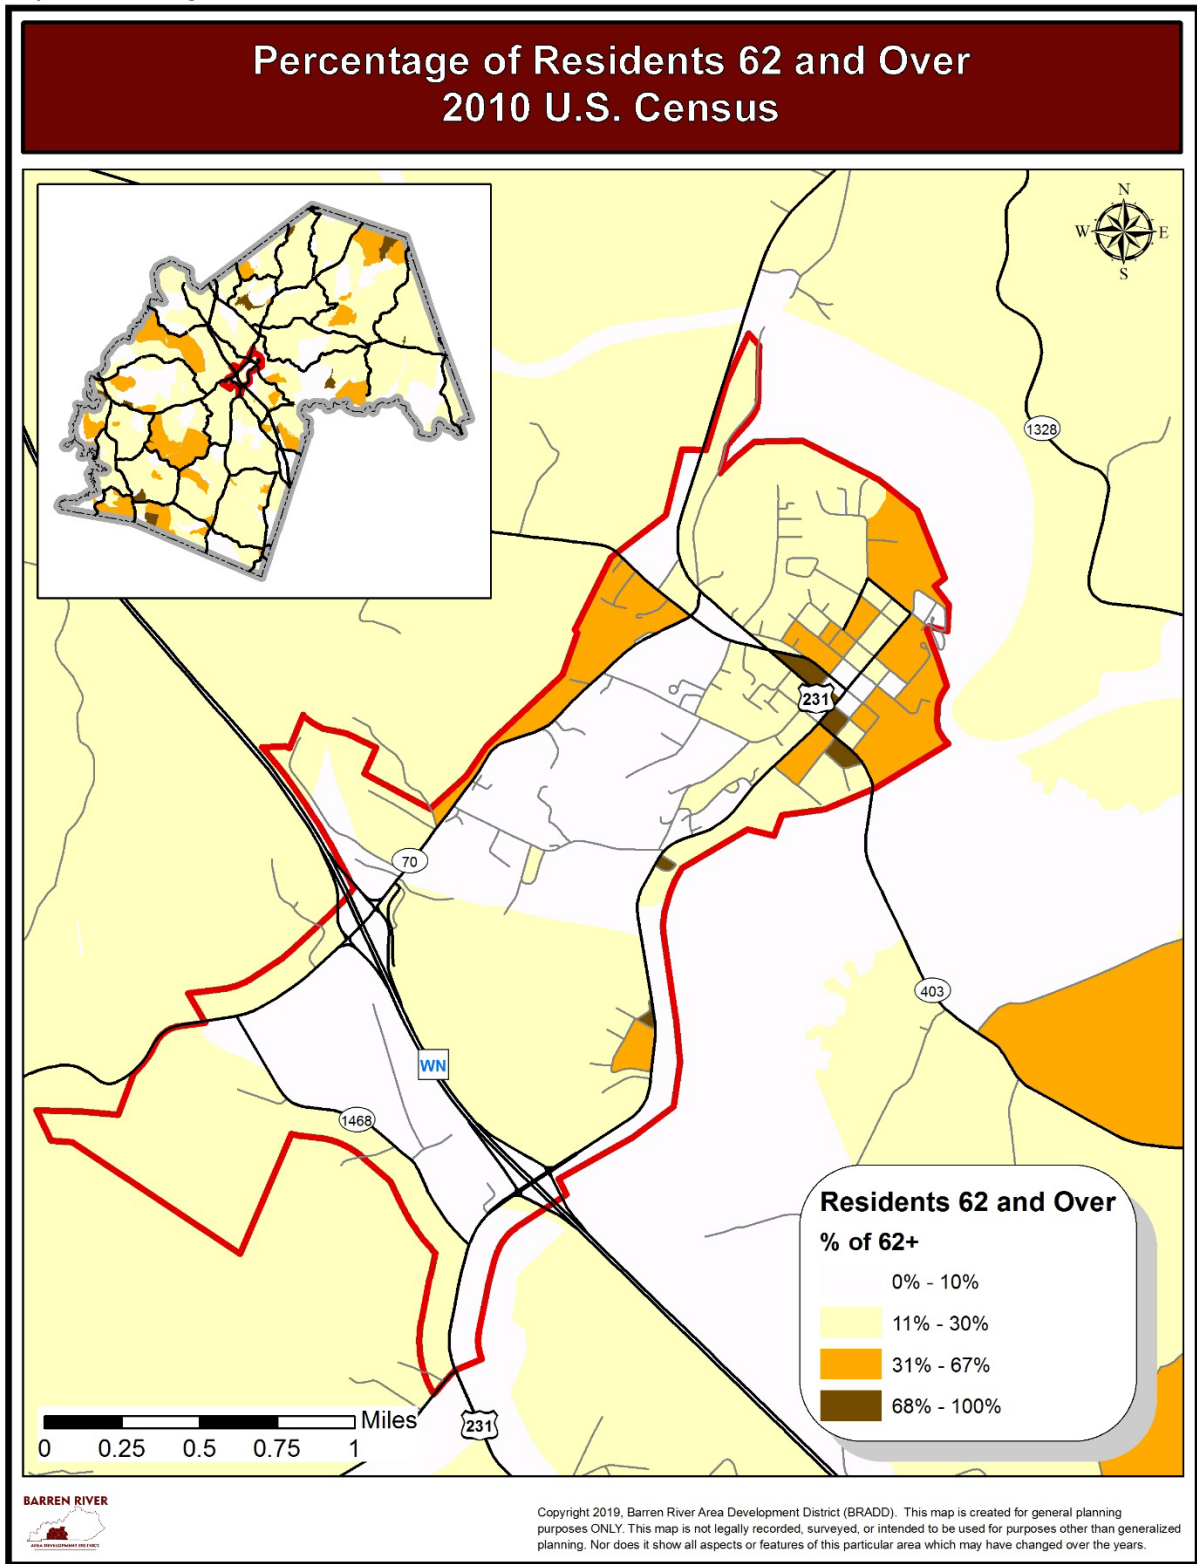 Percentage of Residents 62 and Over
2010 U.S. Census
N
W E
S
1328
231
70
403
WN
1468
231
Residents 62 and Over
% of 62+
0% - 10%
11% - 30%
31% - 67%
68% - 100%
Miles
0 0.25 0.5 0.75 1
BARREN RIVER
AREA DEVELOPMENT DISTRICT
Copyright 2019, Barren River Area Development District (BRADD). This map is created for general planning
purposes ONLY. This map is not legally recorded, surveyed, or intended to be used for purposes other than generalized
planning. Nor does it show all aspects or features of this particular area which may have changed over the years.